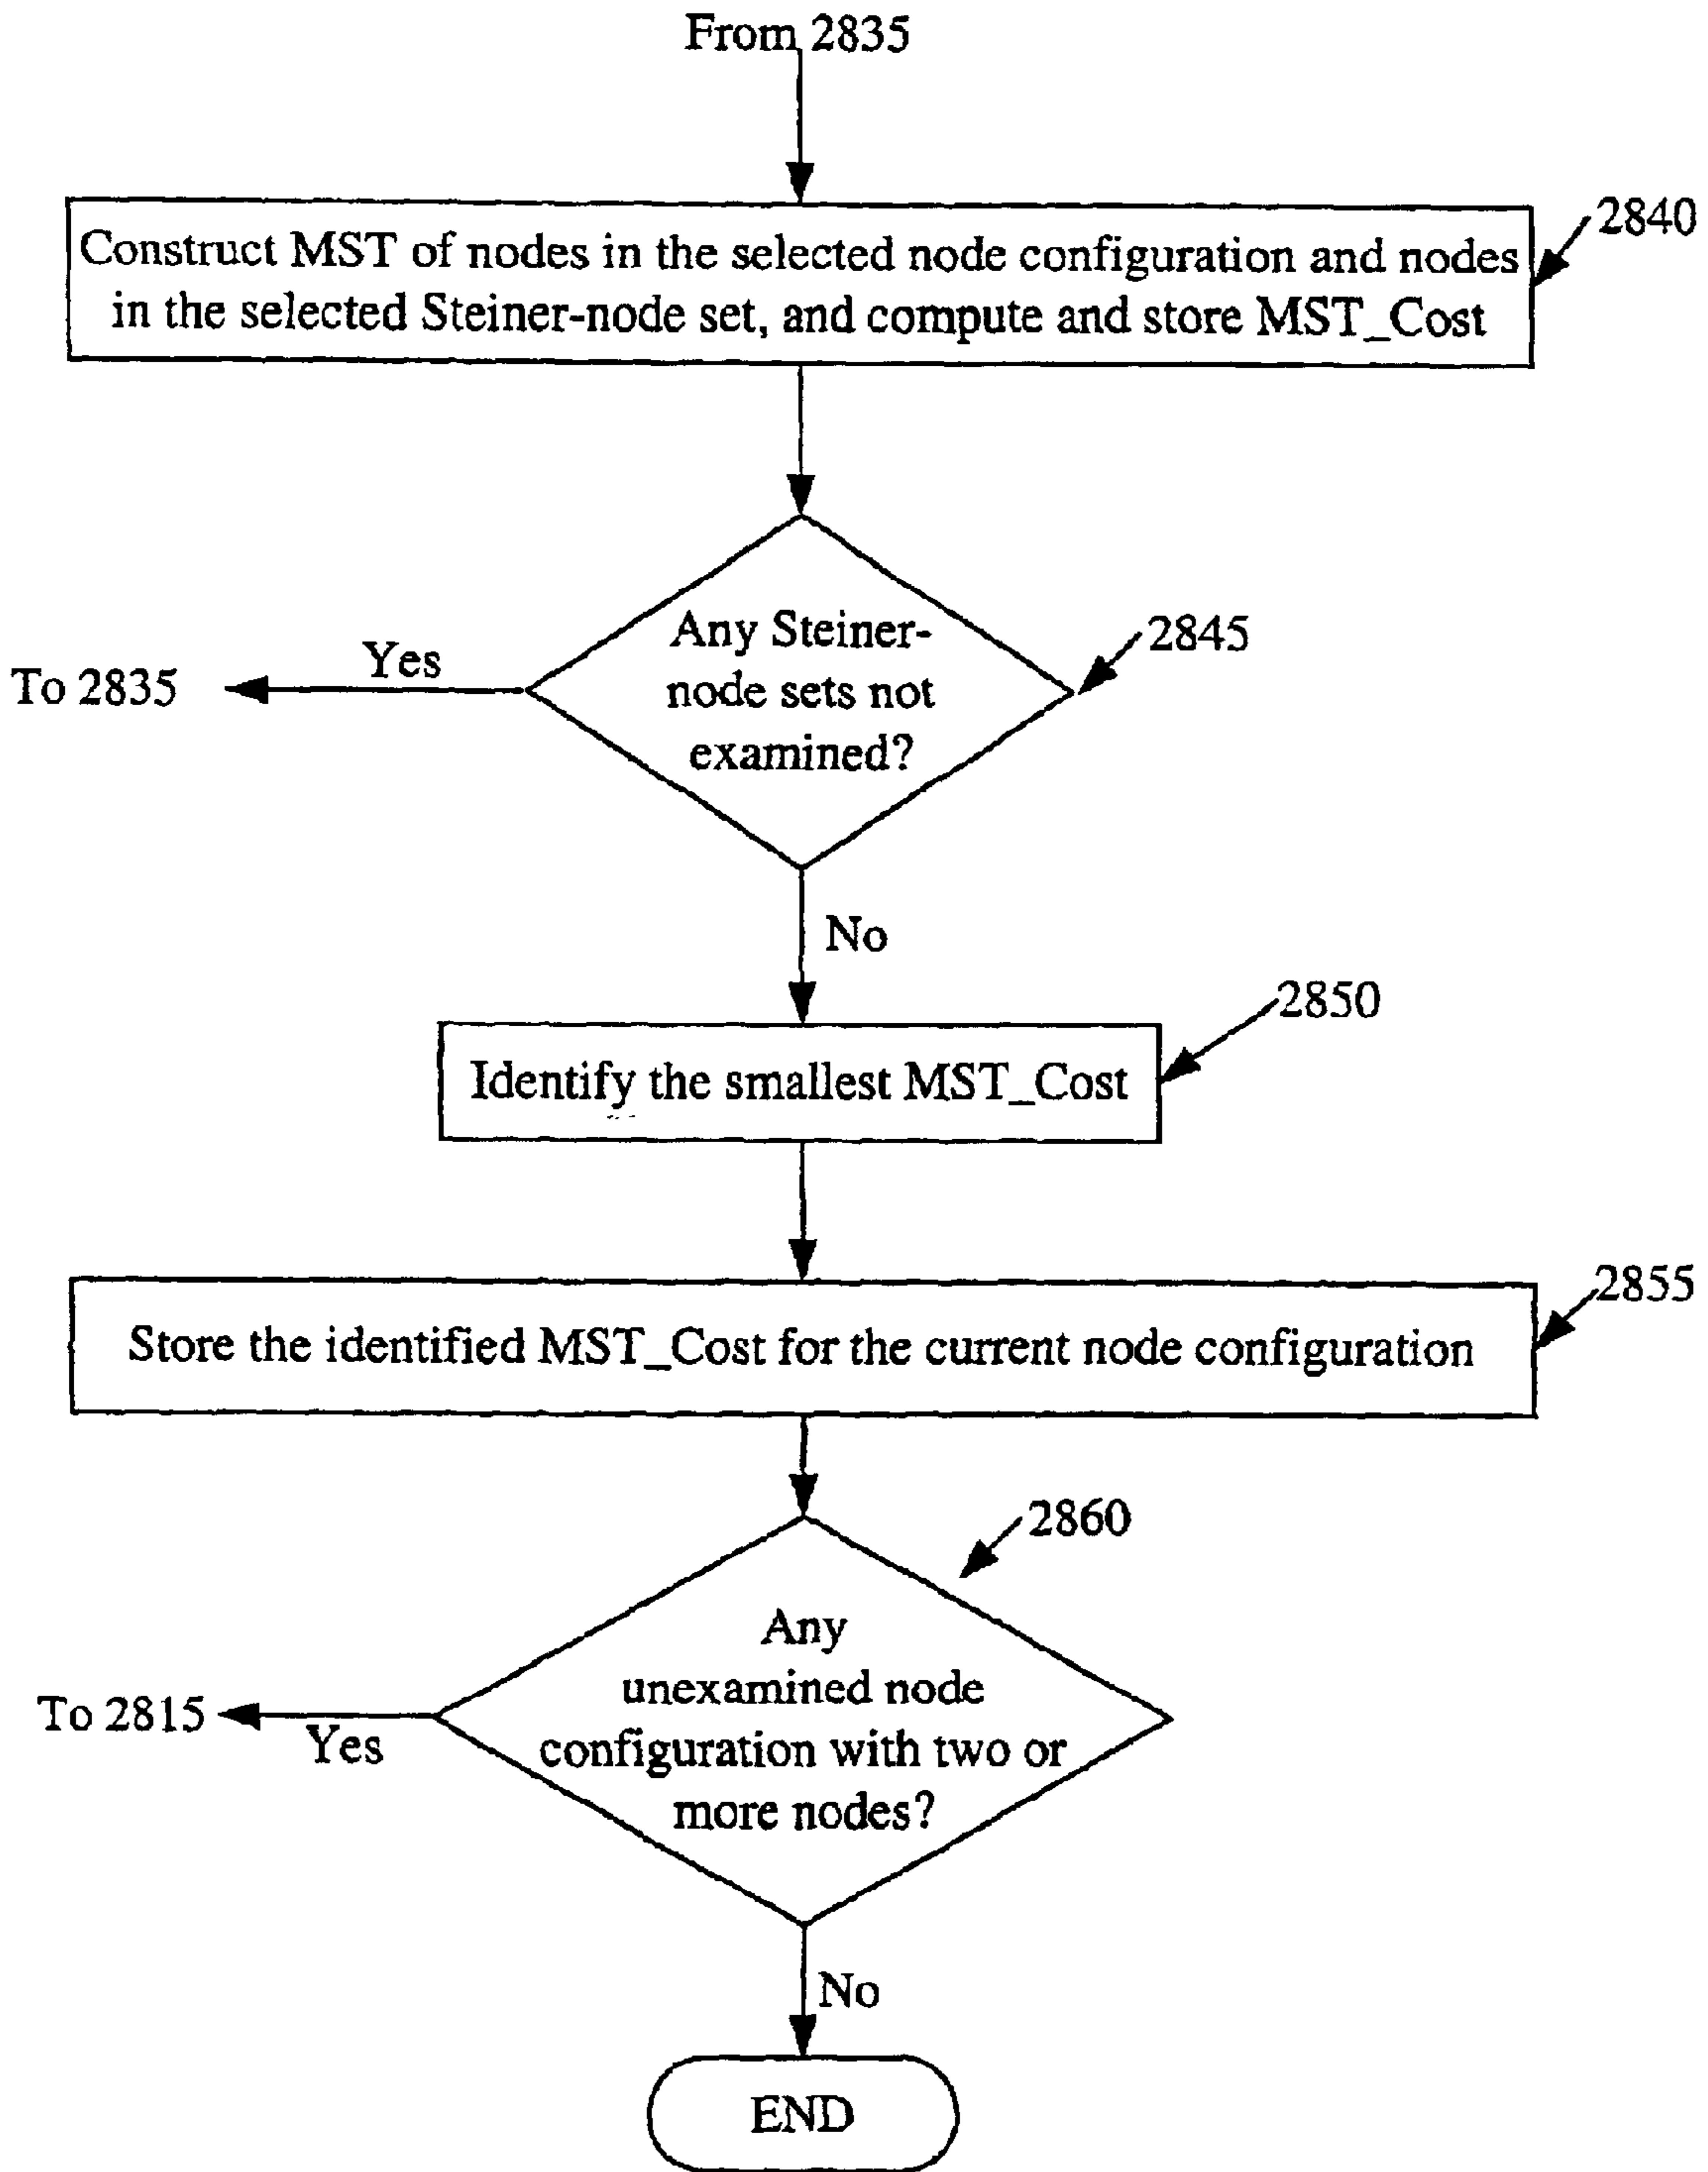 From 2835
Construct MST of nodes in the selected node configuration and nodes
in the selected Steiner-node set, and compute and store MST_Cost
2840
Any Steiner-
node sets not
examined?
2845
Yes
To 2835
No
2850
Identify the smallest MST_Cost
2855
Store the identified MST_Cost for the current node configuration
2860
Any
unexamined node
configuration with two or
more nodes?
To 2815
Yes
No
END